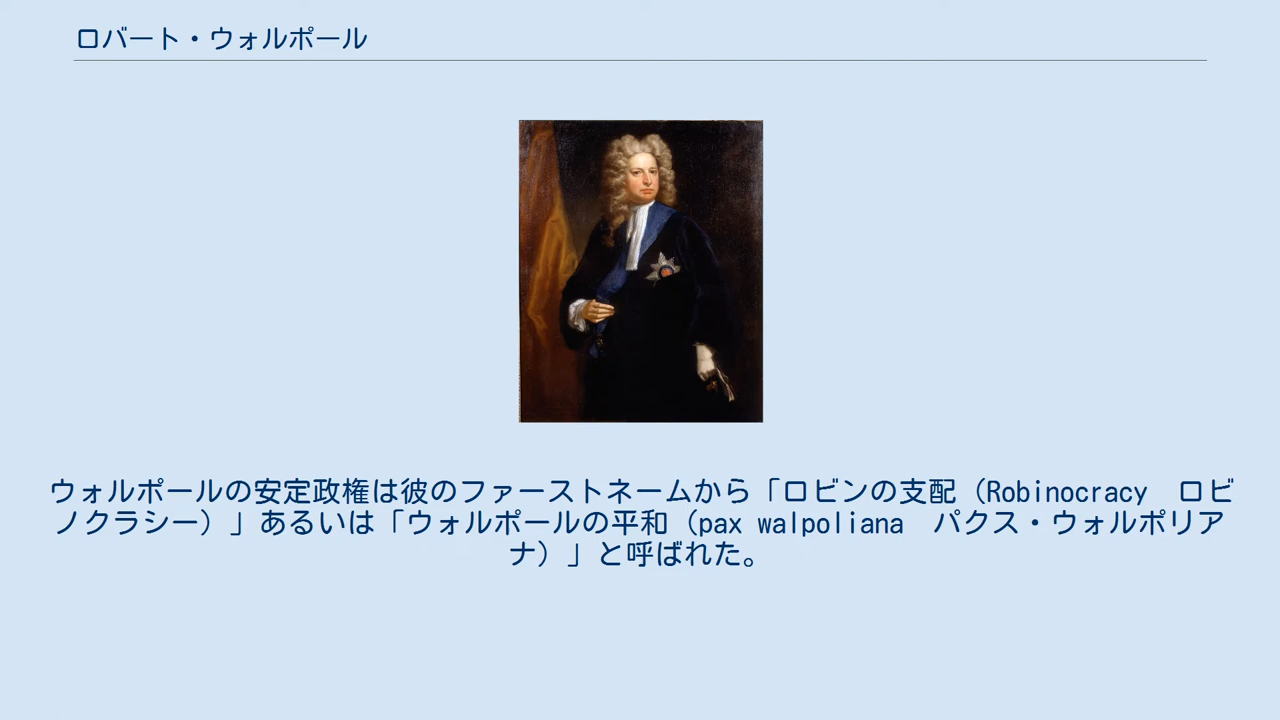 ロバート・ウォルポール
ウォルポールの安定政権は彼のファーストネームから「ロビンの支配（Robinocracy　ロビ
ノクラシー）」あるいは「ウォルポールの平和（pax walpoliana　パクス・ウォルポリア
ナ）」と呼ばれた。